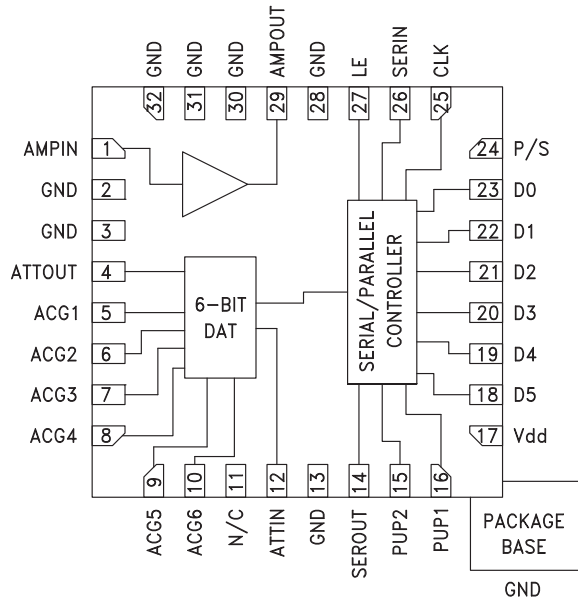 GND
GND
GND
AMPOUT
GND
LE
SERIN
CLK
32
31
30
29
28
27
26
25
AMPIN 1
GND 2
GND 3
ATTOUT 4
ACG1 5
ACG2 6
ACG3 7
ACG4 8
24 P/S
23 D0
22 D1
21 D2
20 D3
19 D4
18 D5
17 Vdd
6-BIT
DAT
SERIAL/PARALLEL
CONTROLLER
9
10
11
12
13
14
15
16
ACG5
ACG6
N/C
ATTIN
GND
SEROUT
PUP2
PUP1
PACKAGE
BASE
GND